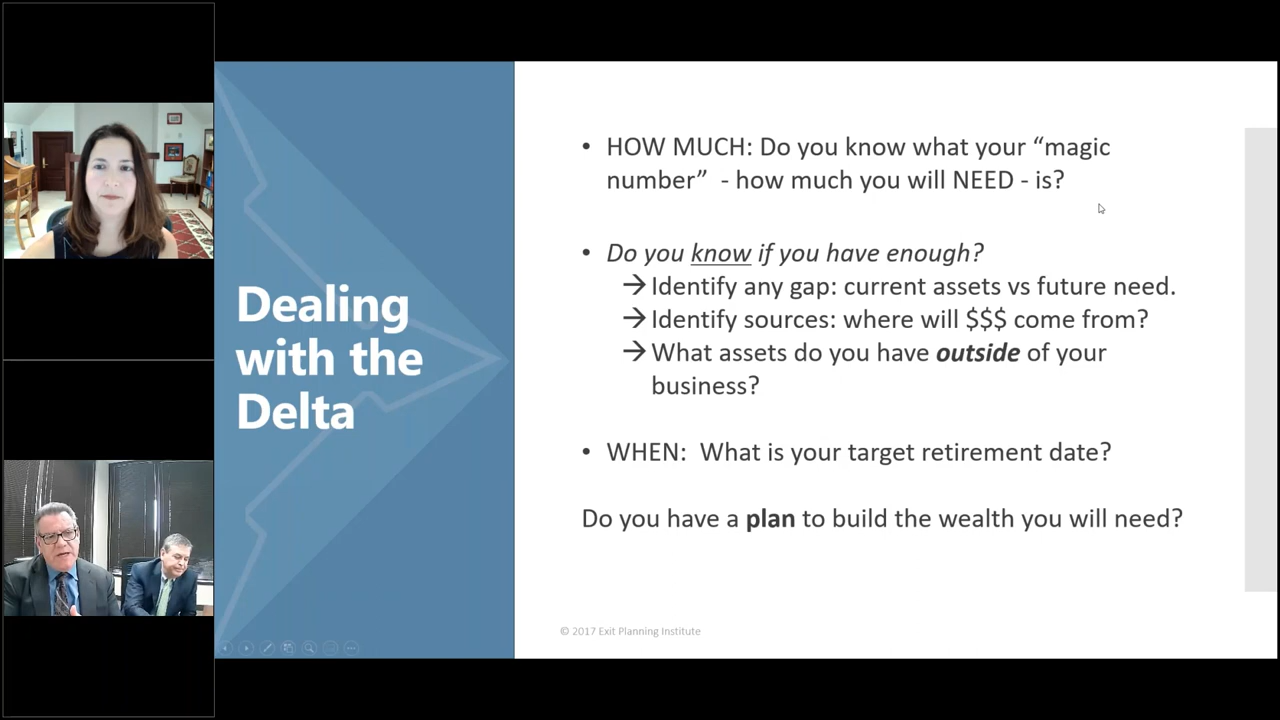 Dealing
with the
Delta
• HOW MUCH: Do you know what your “magic
number”  - how much you will NEED - is?
• Do you know if you have enough?
→ Identify any gap: current assets vs future need.
→ Identify sources: where will $$$ come from?
→ What assets do you have outside of your
business?
• WHEN:  What is your target retirement date?
Do you have a plan to build the wealth you will need?
© 2017 Exit Planning Institute